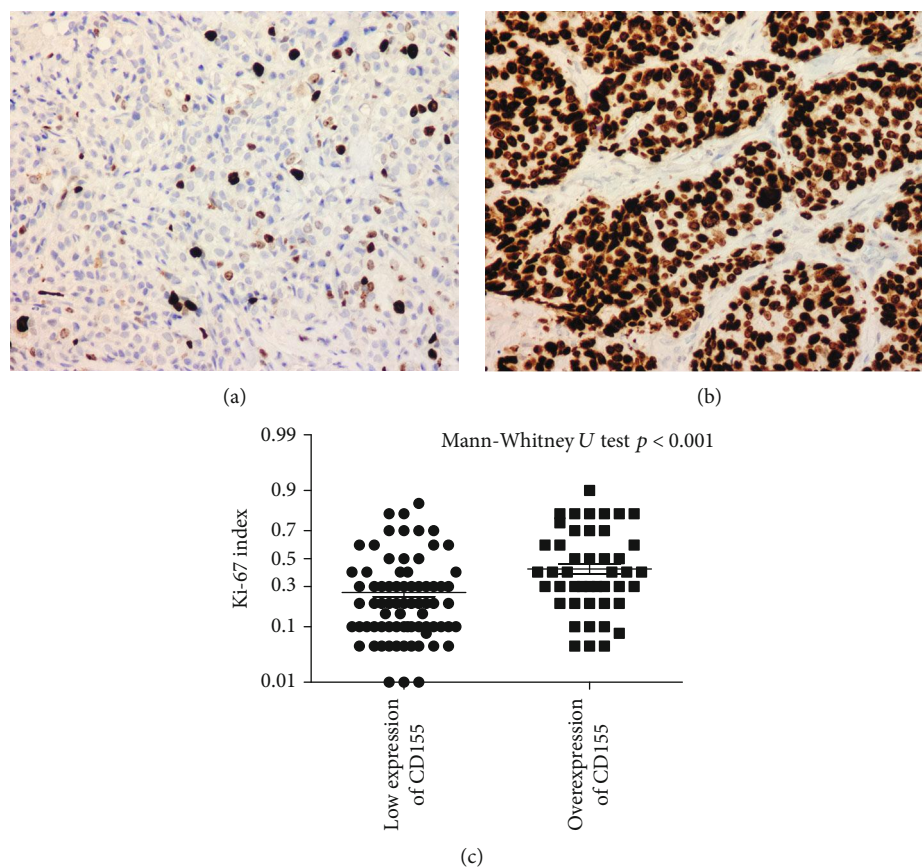 (a)
(b)
Mann-Whitney U test p < 0.001
Ki-67 index
0.99
0.9
0.7
0.5
0.3
0.1
0.01
Low expression
of CD155
Overexpression
of CD155
(c)